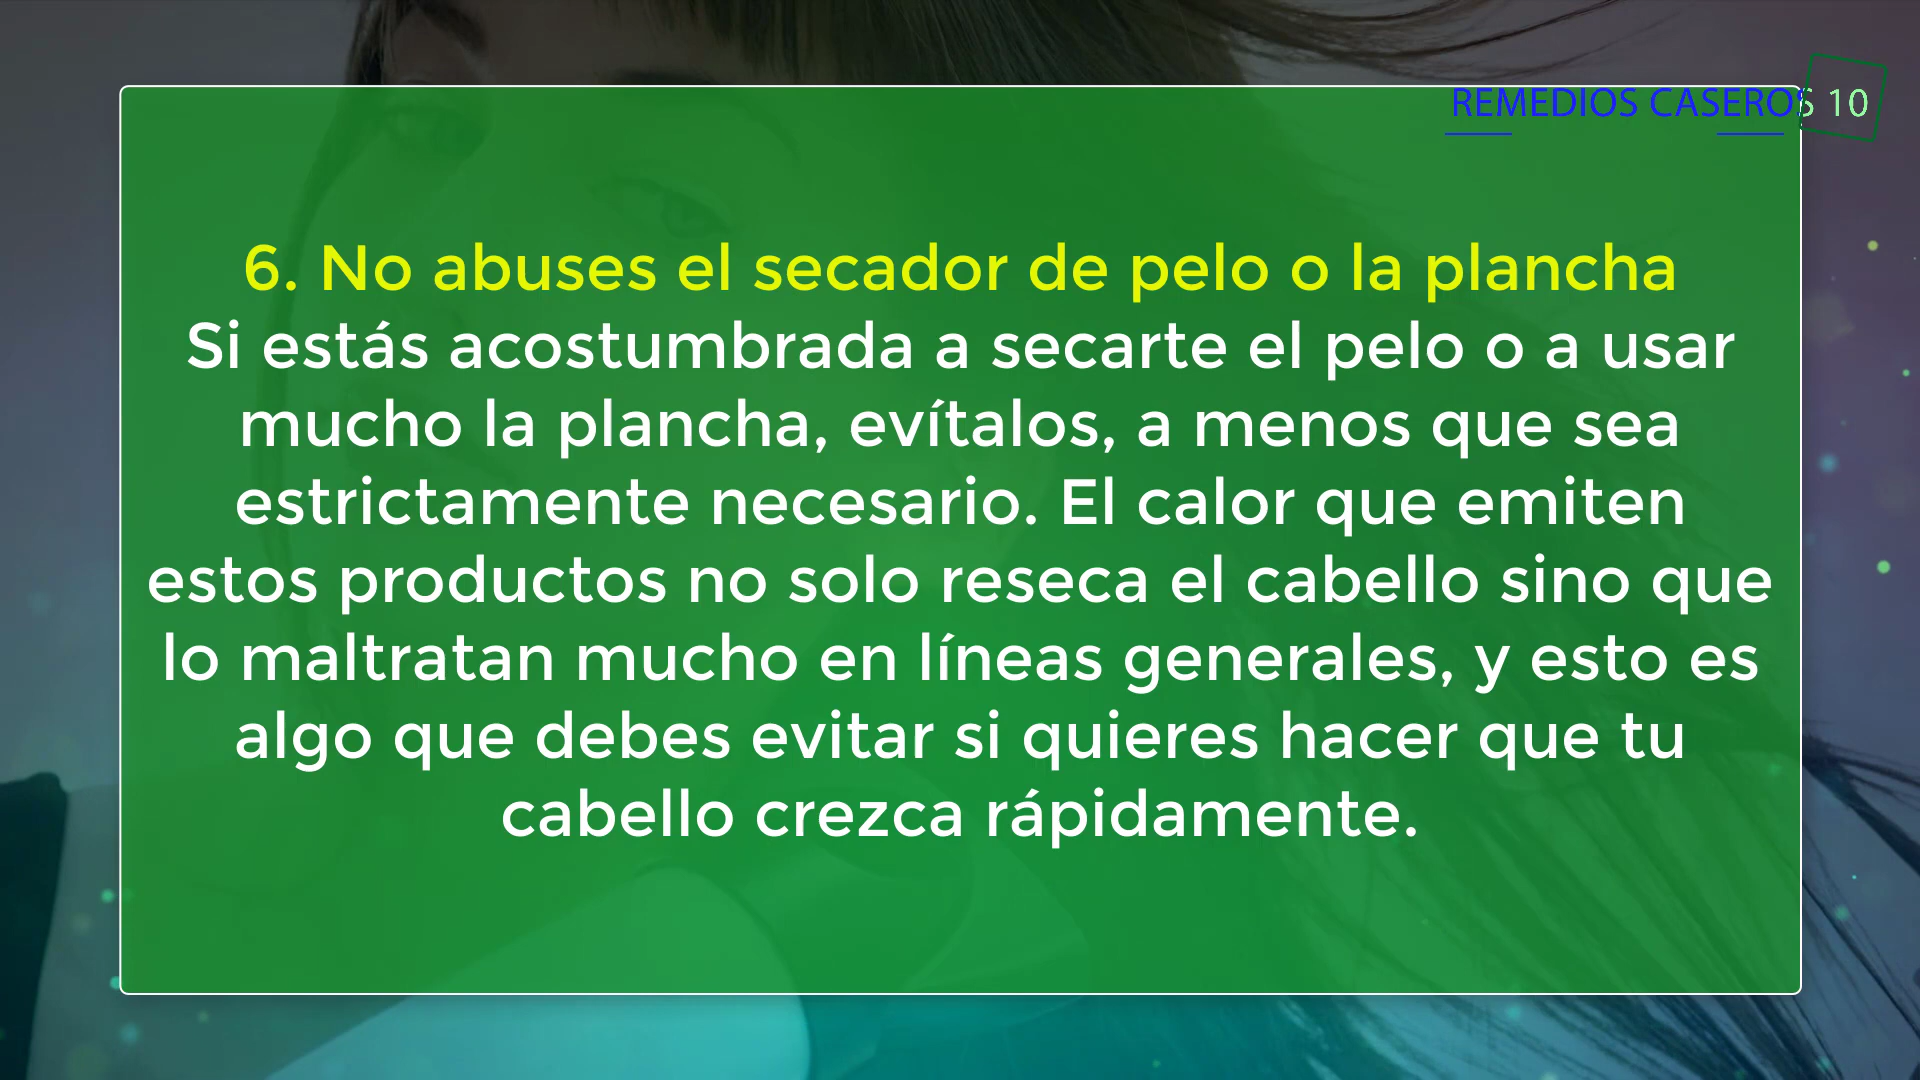 REMEDIOS CASEROS 10
6. No abuses el secador de pelo o la plancha
Si estás acostumbrada a secarte el pelo o a usar
mucho la plancha, evítalos, a menos que sea
estrictamente necesario. El calor que emiten
estos productos no solo reseca el cabello sino que
lo maltratan mucho en líneas generales, y esto es
algo que debes evitar si quieres hacer que tu
cabello crezca rápidamente.